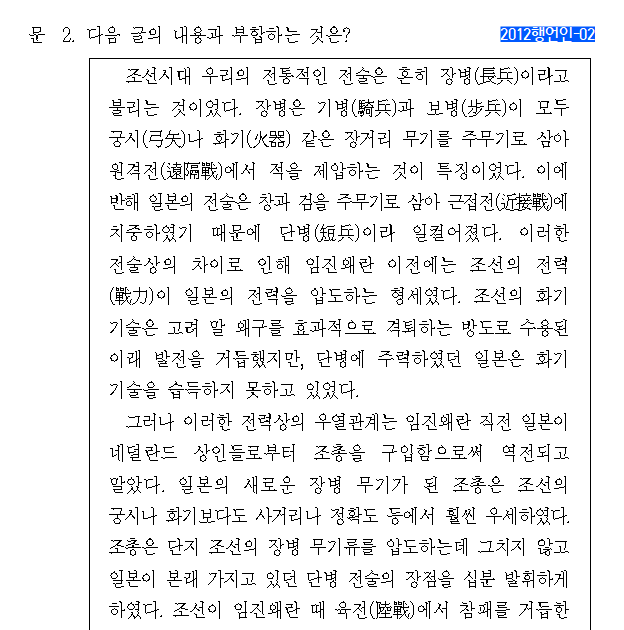 문 2. 다음 글의 내용과 부합하는 것은? 2012행언인-02
조선시대 우리의 전통적인 전술은 흔히 장병(長兵)이라고
불리는 것이었다. 장병은 기병(騎兵)과 보병(步兵)이 모두
궁시(弓矢)나 화기(火器) 같은 장거리 무기를 주무기로 삼아
원격전(遠隔戰)에서 적을 제압하는 것이 특징이었다. 이에
반해 일본의 전술은 창과 검을 주무기로 삼아 근접전(近接戰)에
치중하였기 때문에 단병(短兵)이라 일컬어졌다. 이러한
전술상의 차이로 인해 임진왜란 이전에는 조선의 전력
(戰力)이 일본의 전력을 압도하는 형세였다. 조선의 화기
기술은 고려 말 왜구를 효과적으로 격퇴하는 방도로 수용된
이래 발전을 거듭했지만, 단병에 주력하였던 일본은 화기
기술을 습득하지 못하고 있었다.
그러나 이러한 전력상의 우열관계는 임진왜란 직전 일본이
네덜란드 상인들로부터 조총을 구입함으로써 역전되고
말았다. 일본의 새로운 장병 무기가 된 조총은 조선의
궁시나 화기보다도 사거리나 정확도 등에서 훨씬 우세하였다.
조총은 단지 조선의 장병 무기류를 압도하는데 그치지 않고
일본이 본래 가지고 있던 단병 전술의 장점을 십분 발휘하게
하였다. 조선이 임진왜란 때 육전(陸戰)에서 참패를 거듭한